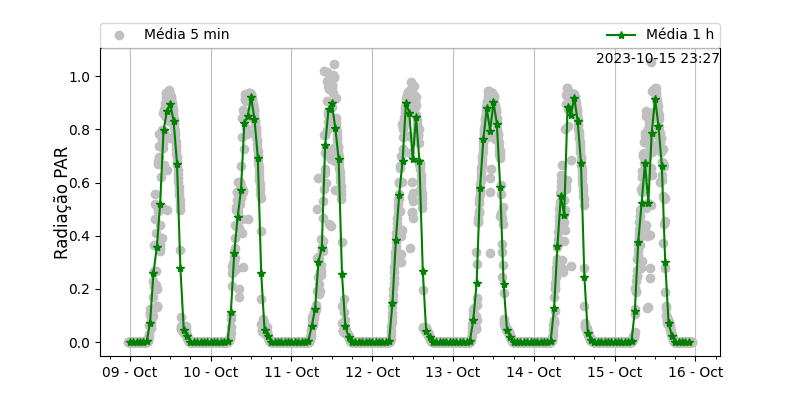 Média 5 min
Média 1 h
2023-10-15 23:27
Radiação PAR
1.0
0.8
0.6
0.4
0.2
0.0
09 - Oct
10 - Oct
11 - Oct
12 - Oct
13 - Oct
14 - Oct
15 - Oct
16 - Oct